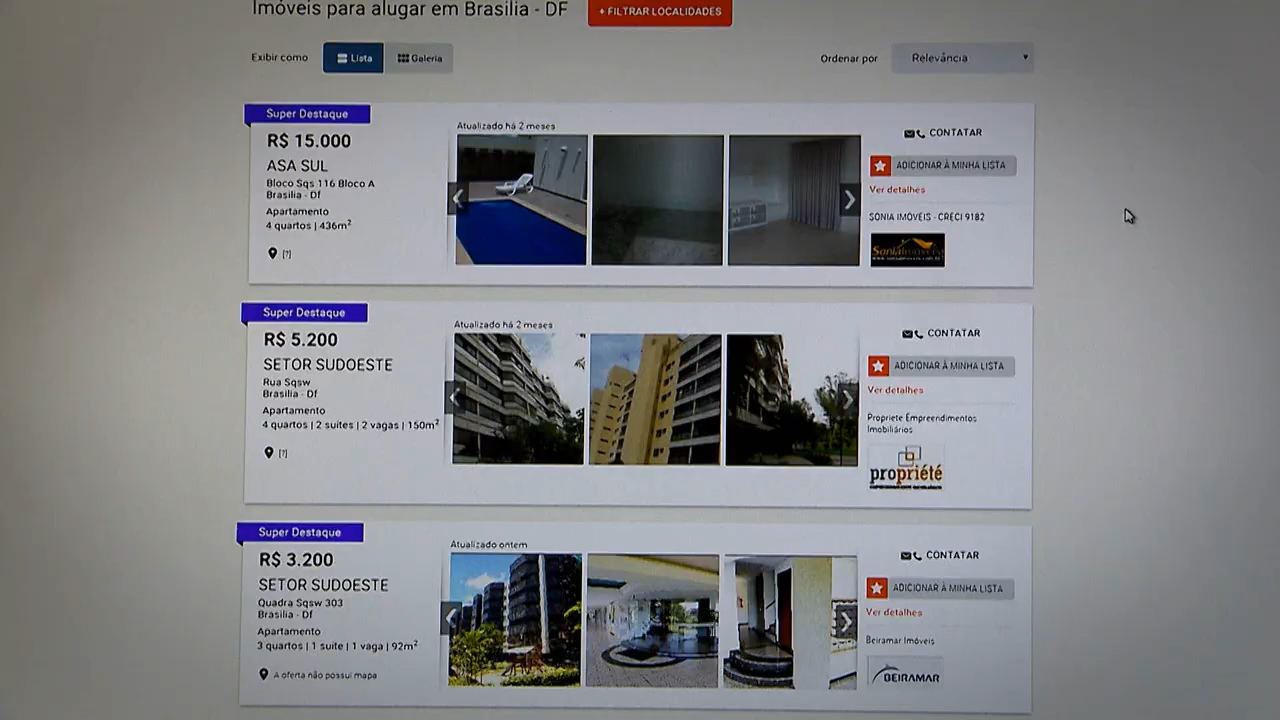 Imóveis para alugar em Brasilia - DF
+ FILTRAR LOCALIDADES
Exibir como
Lista
Galeria
Ordenar por
Relevância
Super Destaque
R$ 15.000
ASA SUL
Bloco Sqs 116 Bloco A
Brasilia - Df
Apartamento
4 quartos | 436m²
[?]
Atualizado há 2 meses
CONTATAR
ADICIONAR À MINHA LISTA
Ver detalhes
SONIA IMOVEIS - CRECI 9182
SoniaImóveis
Super Destaque
R$ 5.200
SETOR SUDOESTE
Rua Sqsw
Brasilia - Df
Apartamento
4 quartos | 2 suites | 2 vagas | 150m²
[?]
Atualizado há 2 meses
CONTATAR
ADICIONAR À MINHA LISTA
Ver detalhes
Propriete Empreendimentos
Imobiliários
propriété
Super Destaque
R$ 3.200
SETOR SUDOESTE
Quadra Sqsw 303
Brasilia - Df
Apartamento
3 quartos | 1 suite | 1 vaga | 92m²
A oferta não possui mapa
Atualizado ontem
CONTATAR
ADICIONAR À MINHA LISTA
Ver detalhes
Beiramar Imóveis
BEIRAMAR